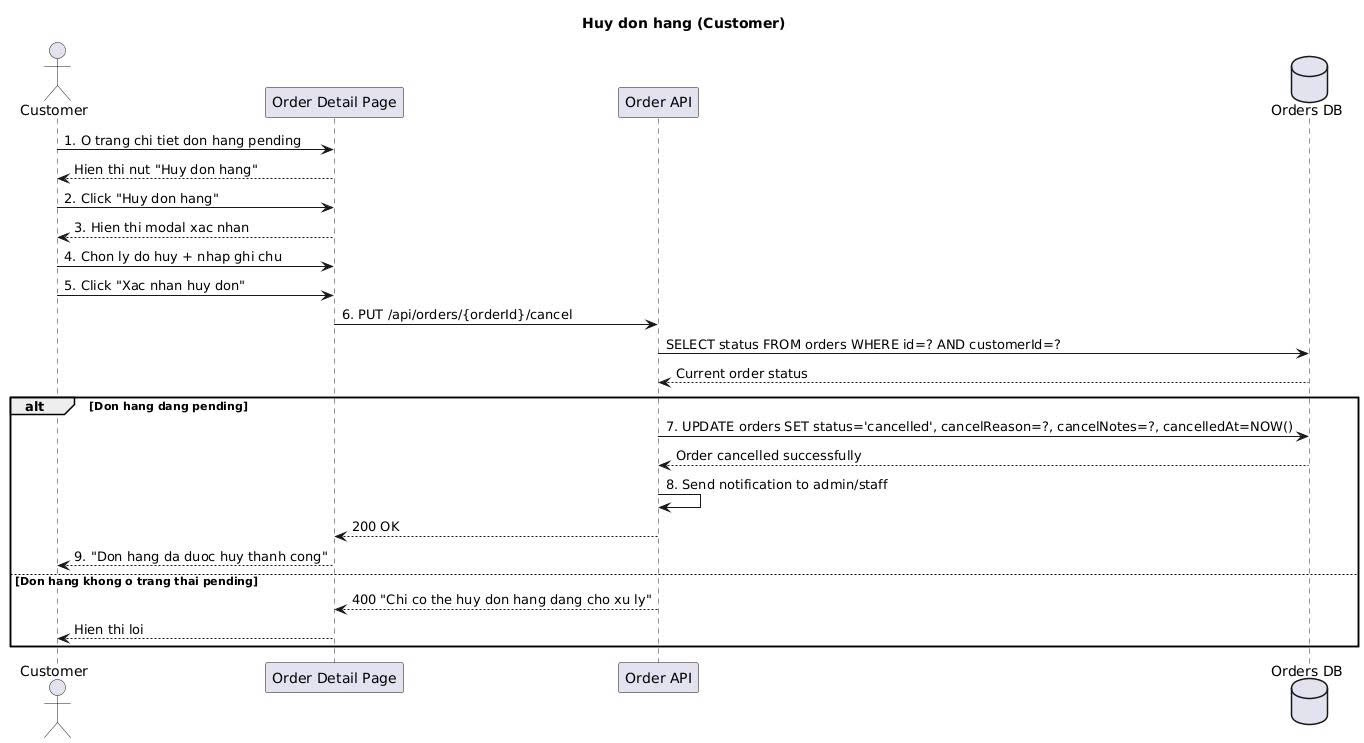 Huy don hang (Customer)
Customer
Order Detail Page
Order API
Orders DB
1. O trang chi tiet don hang pending
Hien thi nut "Huy don hang"
2. Click "Huy don hang"
3. Hien thi modal xac nhan
4. Chon ly do huy + nhap ghi chu
5. Click "Xac nhan huy don"
6. PUT /api/orders/{orderId}/cancel
SELECT status FROM orders WHERE id=? AND customerId=?
Current order status
alt
[Don hang dang pending]
7. UPDATE orders SET status='cancelled', cancelReason=?, cancelNotes=?, cancelledAt=NOW()
Order cancelled successfully
8. Send notification to admin/staff
200 OK
9. "Don hang da duoc huy thanh cong"
[Don hang khong o trang thai pending]
400 "Chi co the huy don hang dang cho xu ly"
Hien thi loi
Customer
Order Detail Page
Order API
Orders DB